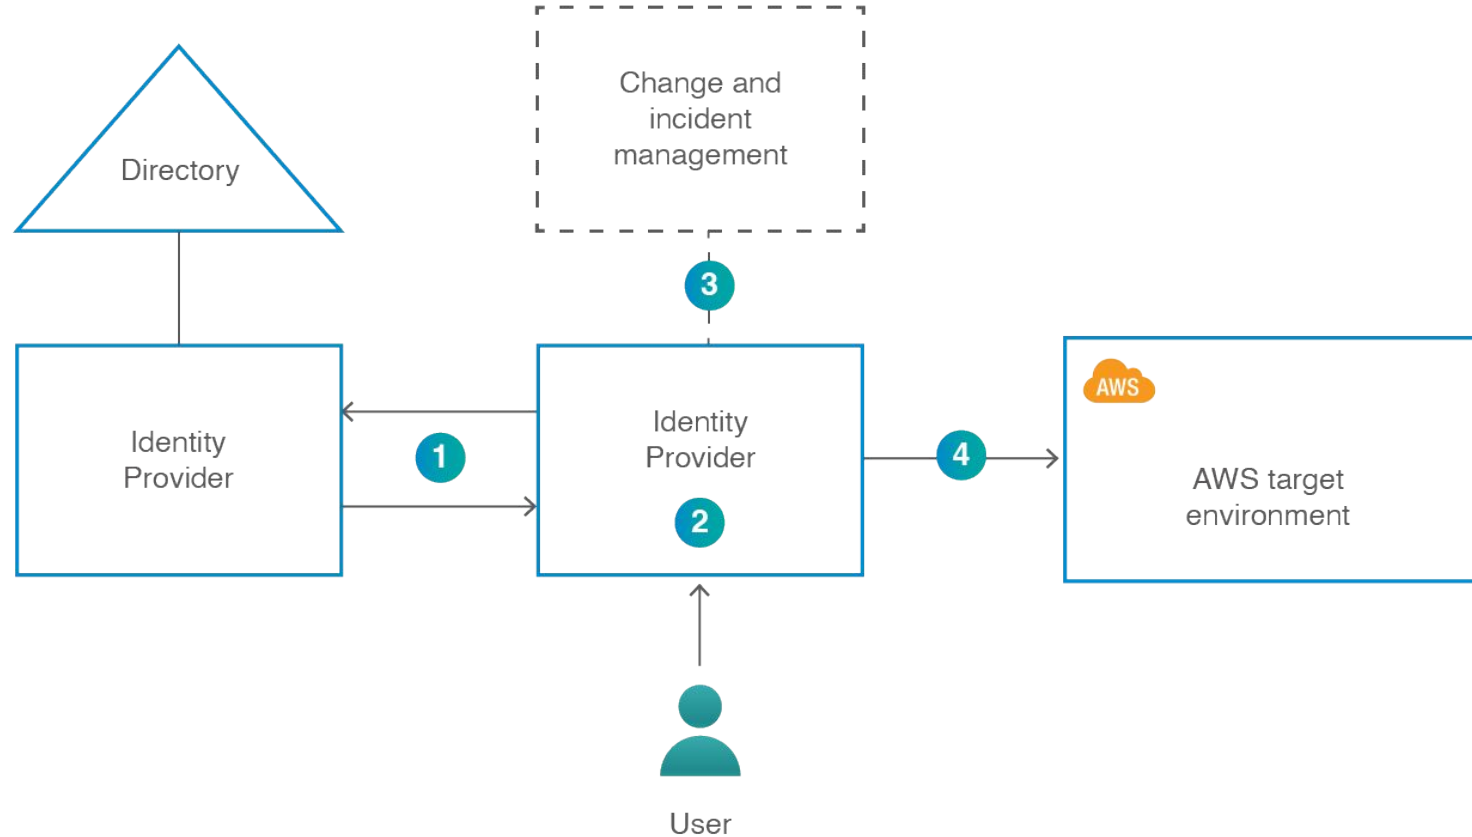 Change and
incident
management
Directory
3
AWS
Identity
Provider
1
Identity
Provider
2
4
AWS target
environment
User